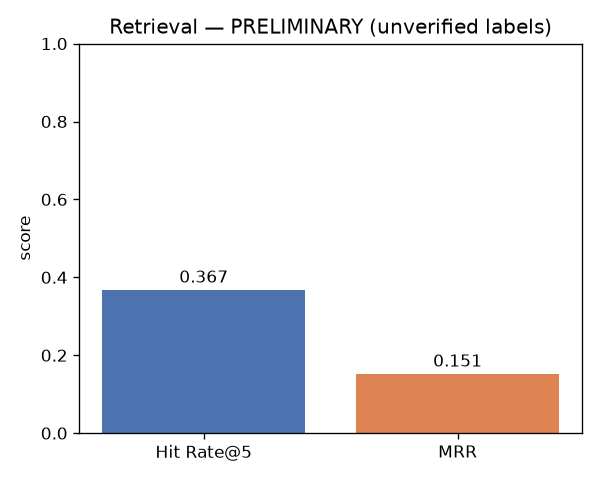 Retrieval — PRELIMINARY (unverified labels)
1.0
0.8
0.6
0.4
0.2
0.0
score
0.367
0.151
Hit Rate@5
MRR